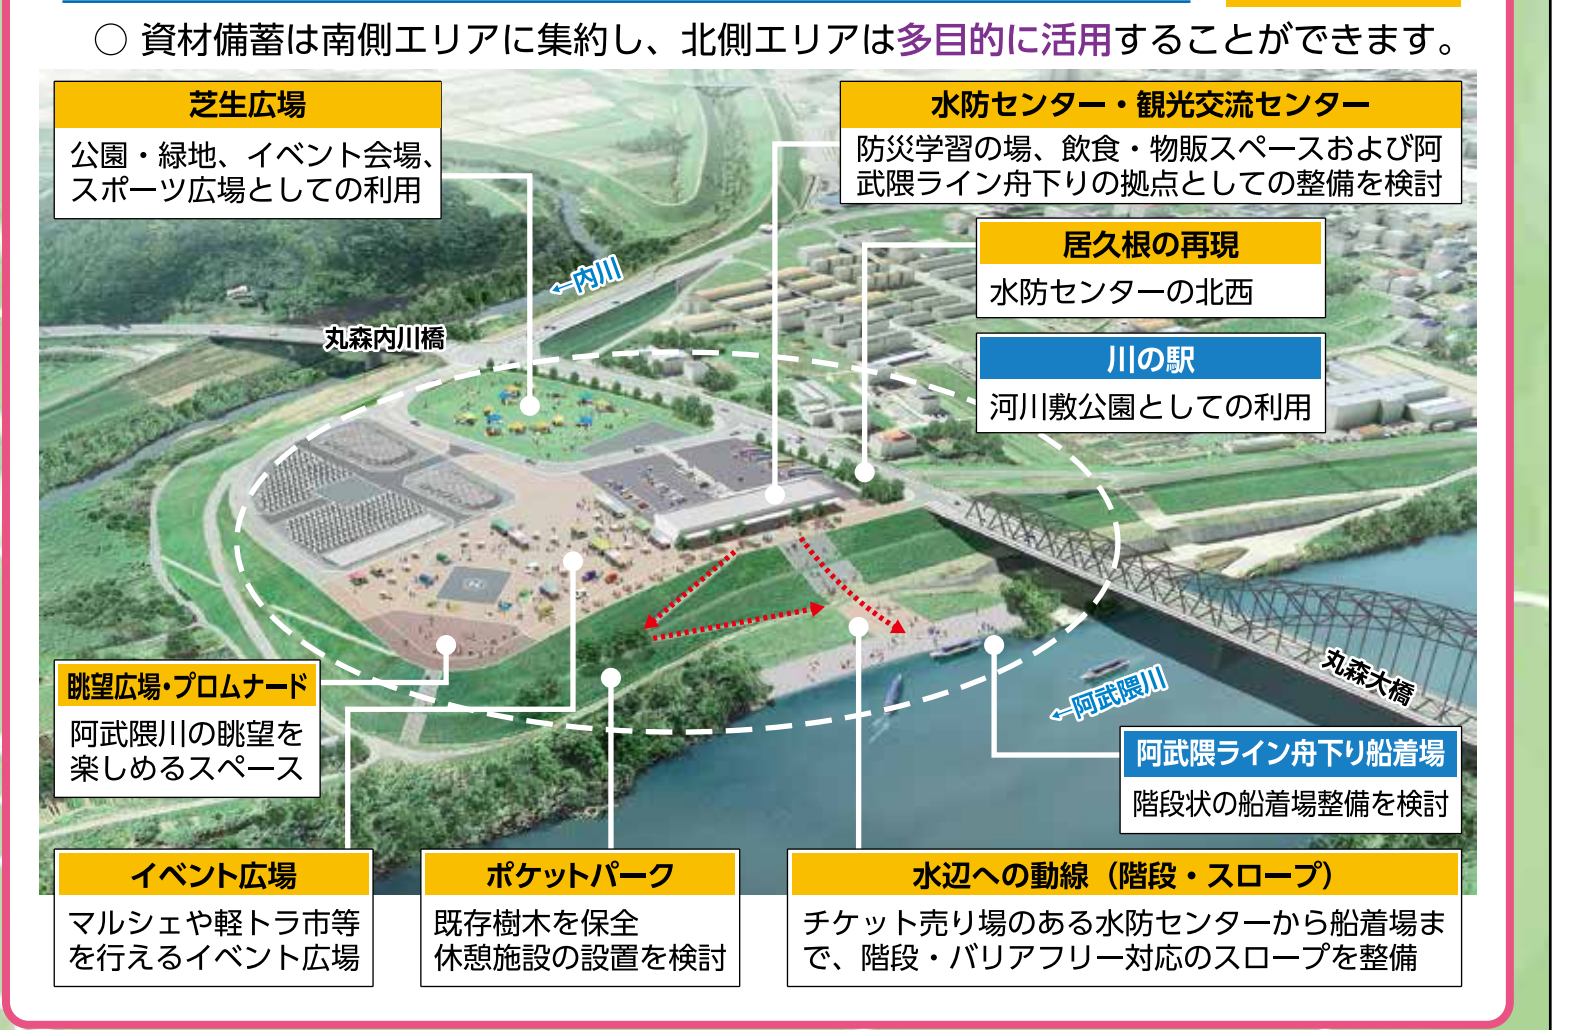 ○ 資材備蓄は南側エリアに集約し、北側エリアは多目的に活用することができます。
芝生広場
公園・緑地、イベント会場、
スポーツ広場としての利用
水防センター・観光交流センター
防災学習の場、飲食・物販スペースおよび阿
武隈ライン舟下りの拠点としての整備を検討
居久根の再現
水防センターの北西
←内川
丸森内川橋
川の駅
河川敷公園としての利用
H
眺望広場・プロムナード
阿武隈川の眺望を
楽しめるスペース
丸森大橋
←阿武隈川
阿武隈ライン舟下り船着場
階段状の船着場整備を検討
イベント広場
マルシェや軽トラ市等
を行えるイベント広場
ポケットパーク
既存樹木を保全
休憩施設の設置を検討
水辺への動線（階段・スロープ）
チケット売り場のある水防センターから船着場ま
で、階段・バリアフリー対応のスロープを整備